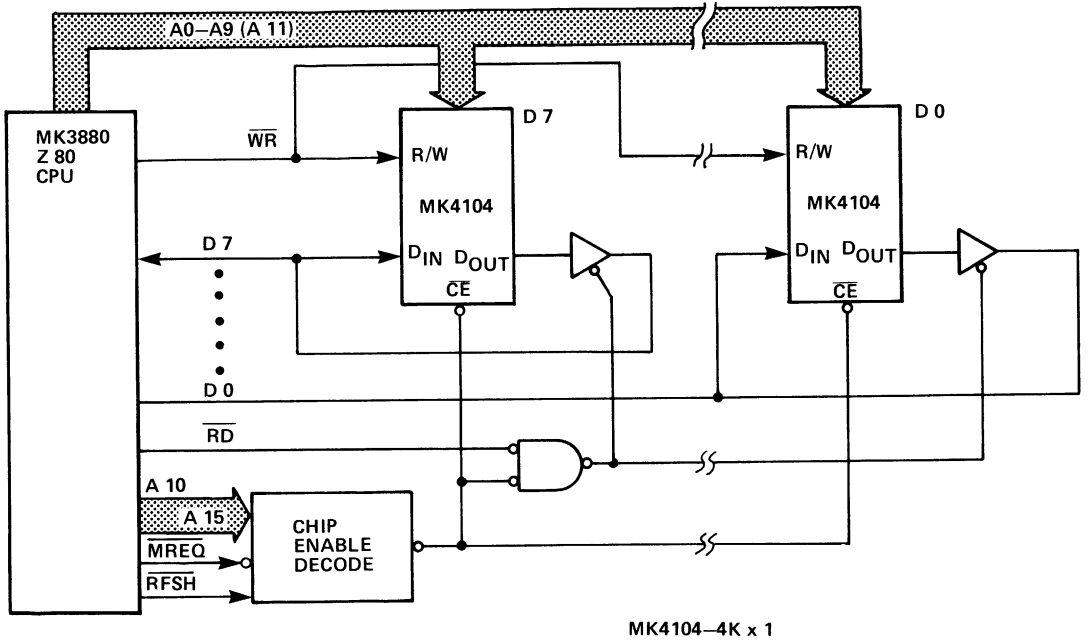 A0–A9 (A 11)
MK3880
Z 80
CPU
WR
D 7
R/W
MK4104
DIN
DOUT
CE
D 0
R/W
MK4104
DIN
DOUT
CE
D 7
D 0
RD
A 10
A 15
MREQ
RFSH
CHIP
ENABLE
DECODE
MK4104–4K x 1